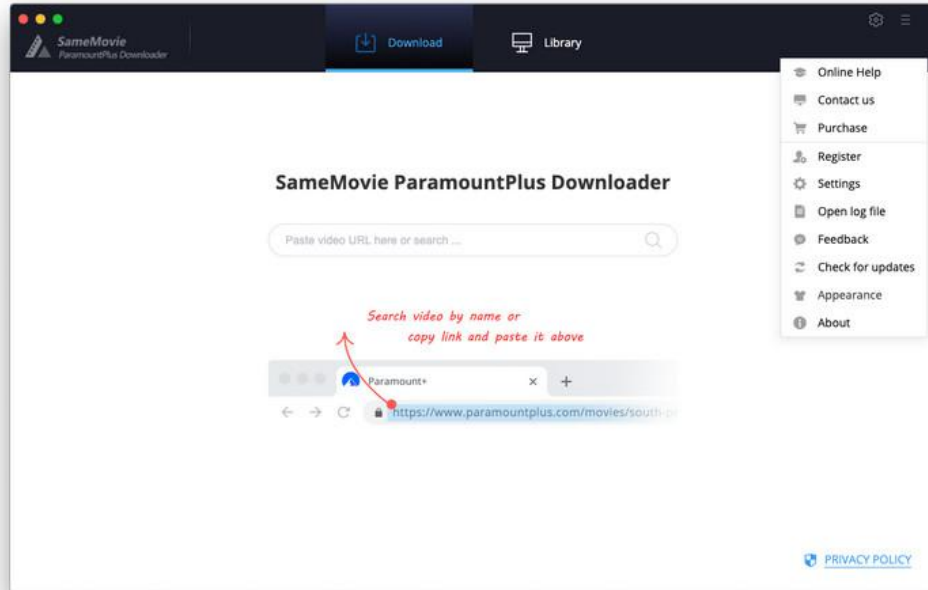 SameMovie
ParamountPlus Downloader
Download
Library
Online Help
Contact us
Purchase
Register
Settings
Open log file
Feedback
Check for updates
Appearance
About
SameMovie ParamountPlus Downloader
Paste video URL here or search ...
Search video by name or
copy link and paste it above
Paramount+
https://www.paramountplus.com/movies/south-p
PRIVACY POLICY